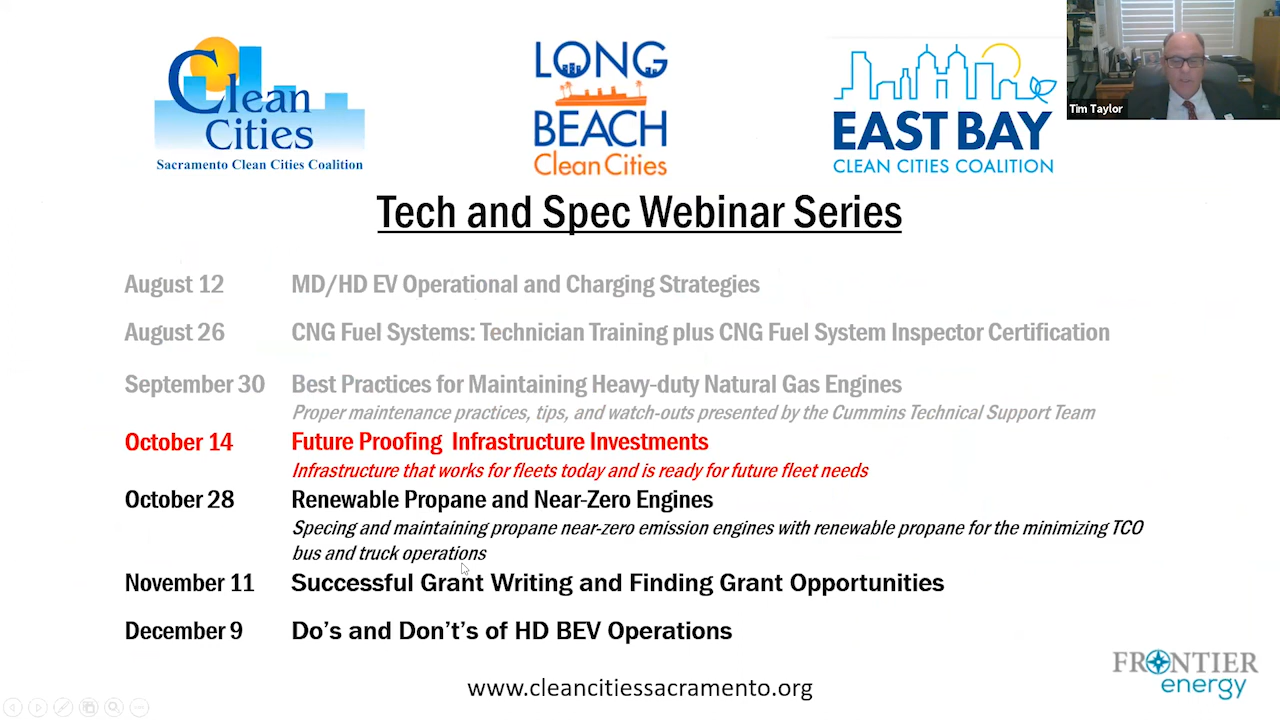 Clean
Cities
Sacramento Clean Cities Coalition
LONG
BEACH
Clean Cities
EAST BAY
CLEAN CITIES COALITION
Tim Taylor
Tech and Spec Webinar Series
August 12 MD/HD EV Operational and Charging Strategies
August 26 CNG Fuel Systems: Technician Training plus CNG Fuel System Inspector Certification
September 30 Best Practices for Maintaining Heavy-duty Natural Gas Engines
Proper maintenance practices, tips, and watch-outs presented by the Cummins Technical Support Team
October 14 Future Proofing Infrastructure Investments
Infrastructure that works for fleets today and is ready for future fleet needs
October 28 Renewable Propane and Near-Zero Engines
Specing and maintaining propane near-zero emission engines with renewable propane for the minimizing TCO
bus and truck operations
November 11 Successful Grant Writing and Finding Grant Opportunities
December 9 Do's and Don't's of HD BEV Operations
www.cleancitiessacramento.org
FRONTIER
energy